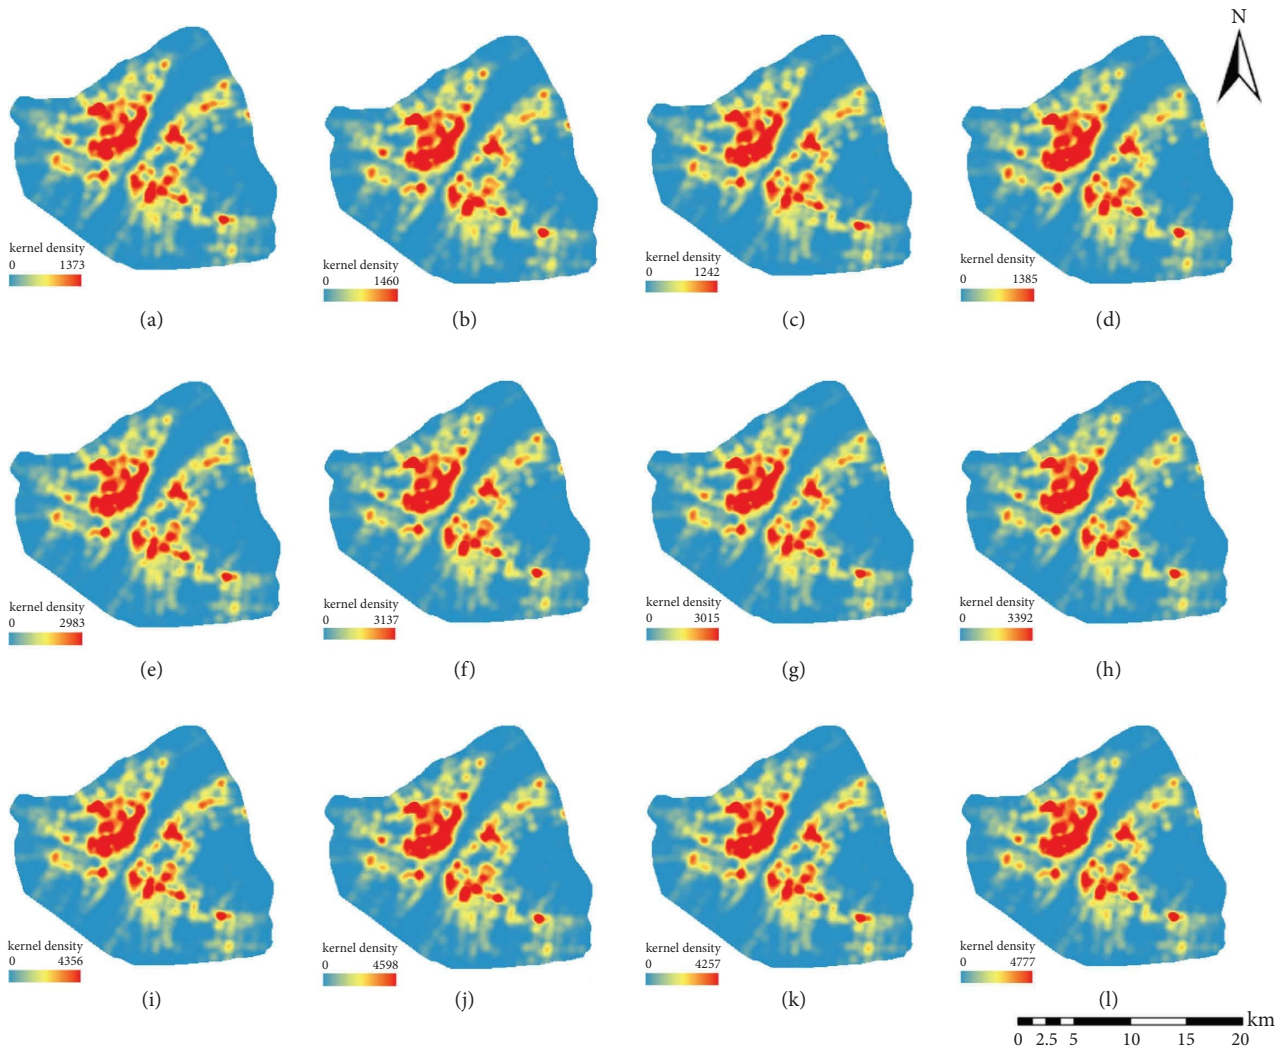 N
kernel density
0 1373
(a)
kernel density
0 1460
(b)
kernel density
0 1242
(c)
kernel density
0 1385
(d)
kernel density
0 2983
(e)
kernel density
0 3137
(f)
kernel density
0 3015
(g)
kernel density
0 3392
(h)
kernel density
0 4356
(i)
kernel density
0 4598
(j)
kernel density
0 4257
(k)
kernel density
0 4777
(l)
km
0 2.5 5 10 15 20